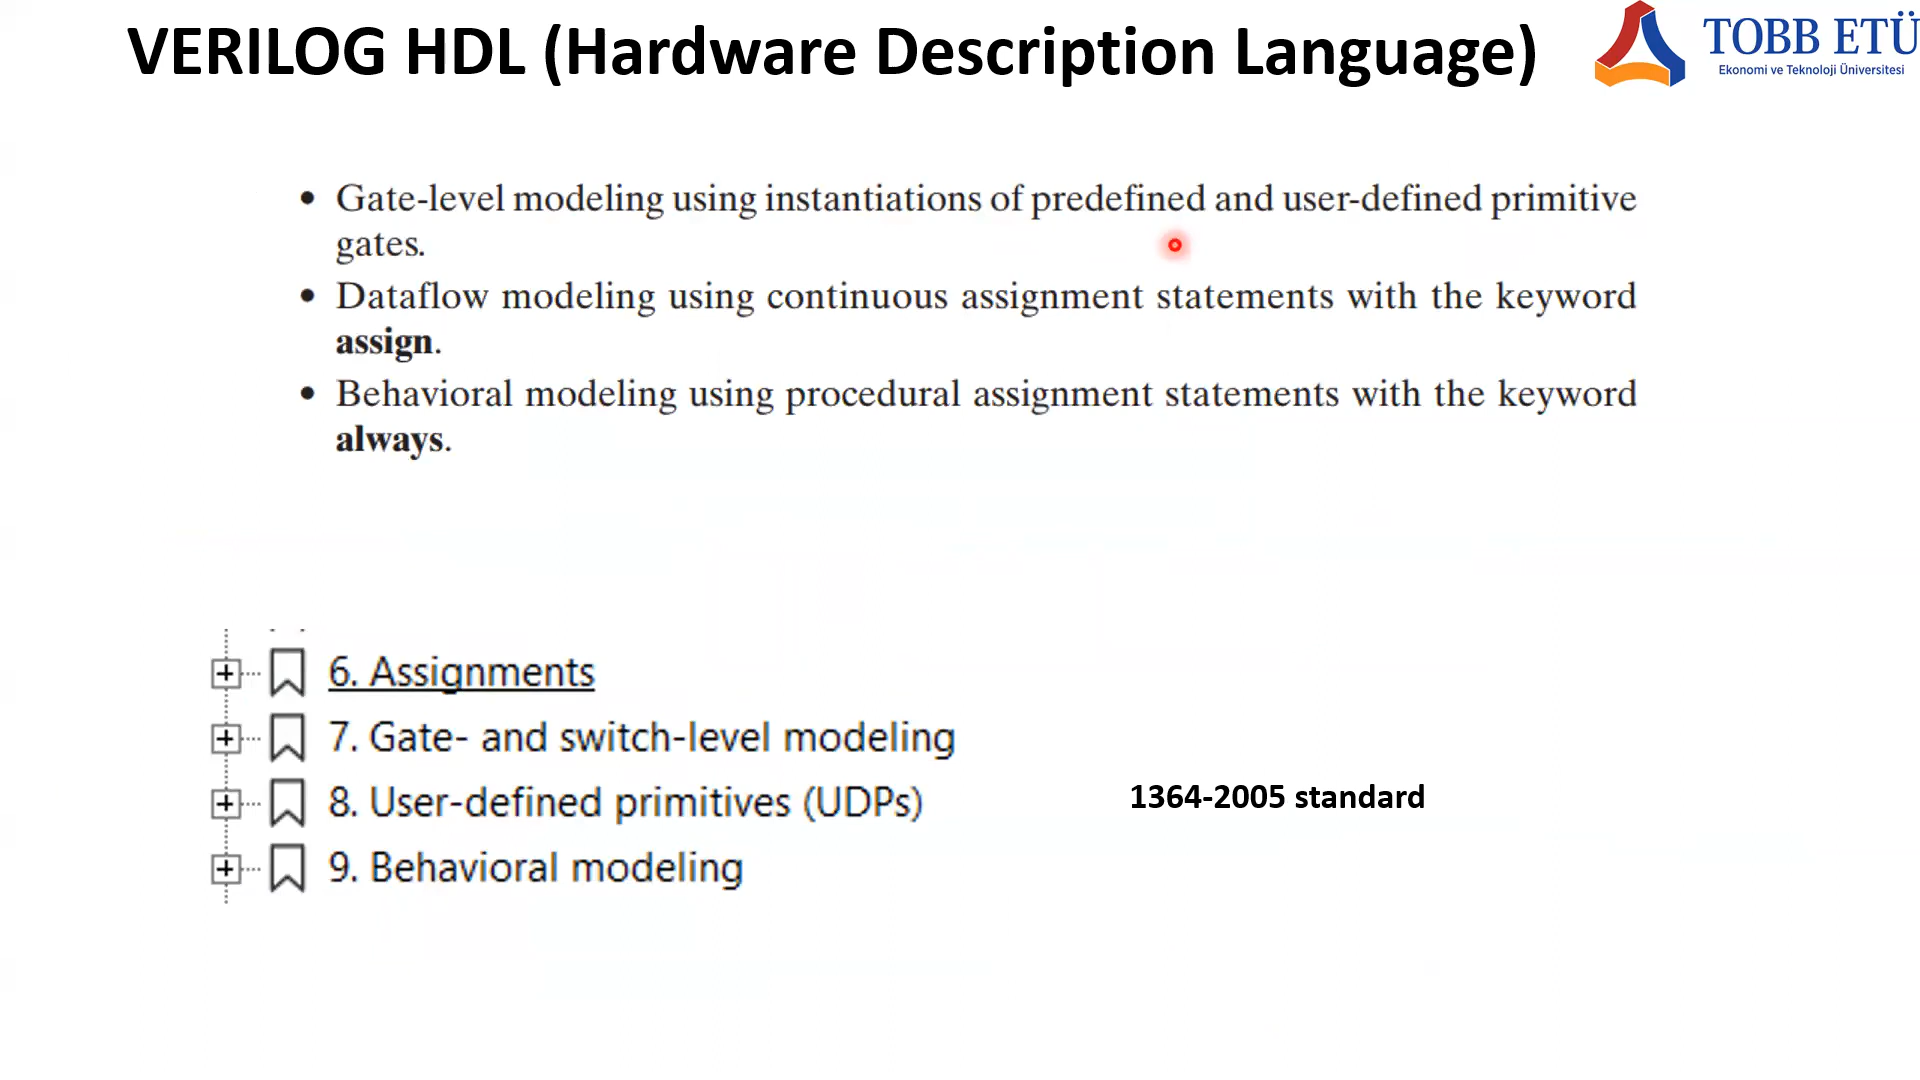 VERILOG HDL (Hardware Description Language)
TOBB ETÜ
Ekonomi ve Teknoloji Üniversitesi
• Gate-level modeling using instantiations of predefined and user-defined primitive
gates.
• Dataflow modeling using continuous assignment statements with the keyword
assign.
• Behavioral modeling using procedural assignment statements with the keyword
always.
6. Assignments
7. Gate- and switch-level modeling
8. User-defined primitives (UDPs)
1364-2005 standard
9. Behavioral modeling